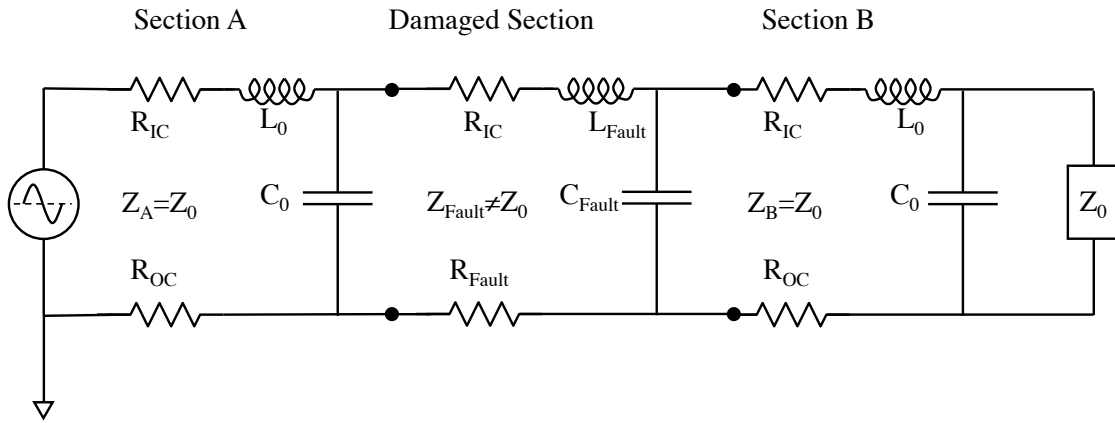 Section A Damaged Section Section B
R_IC L_0 R_IC L_Fault R_IC L_0
Z_A=Z_0 C_0 Z_Fault≠Z_0 C_Fault Z_B=Z_0 C_0 Z_0
R_OC R_Fault R_OC